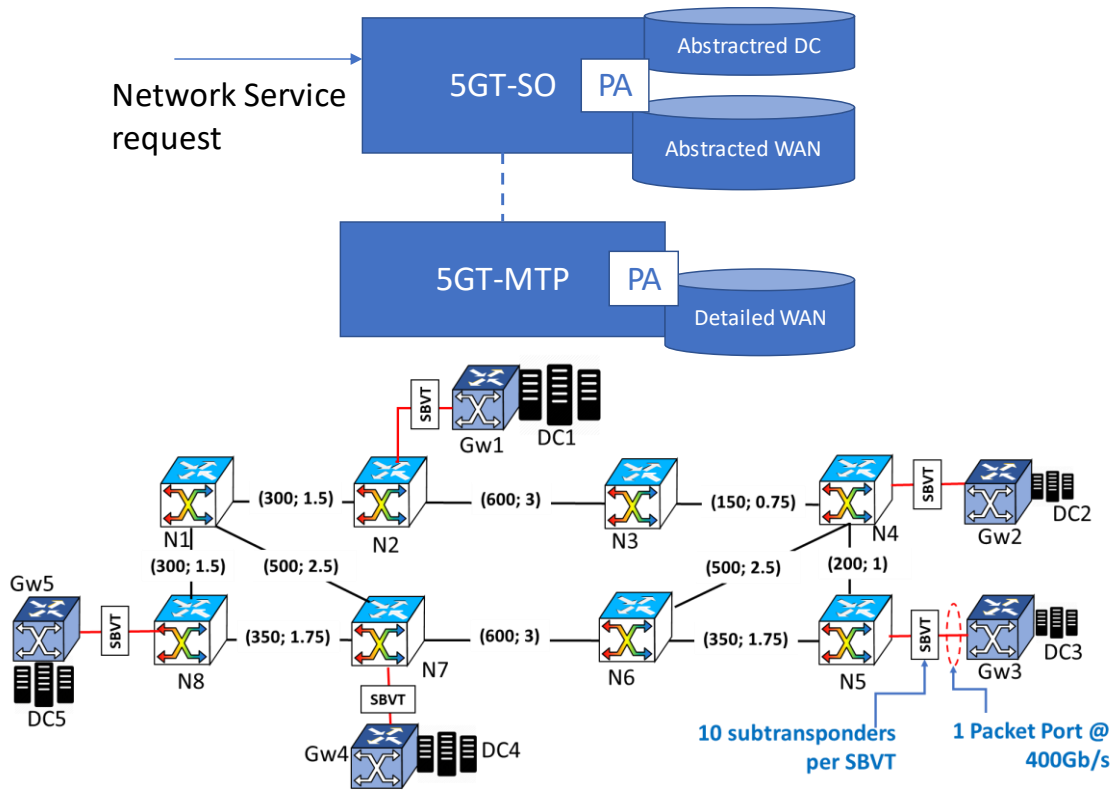 Abstractred DC
5GT-SO
PA
Network Service
request
Abstracted WAN
5GT-MTP
PA
Detailed WAN
SBVT
Gw1
DC1
(300; 1.5)
(600; 3)
(150; 0.75)
SBVT
DC2
N1
N2
N3
N4
Gw2
(300; 1.5)
(500; 2.5)
(500; 2.5)
(200; 1)
Gw5
SBVT
(350; 1.75)
(600; 3)
(350; 1.75)
SBVT
DC3
N8
N7
N6
N5
Gw3
DC5
SBVT
Gw4
DC4
10 subtransponders
per SBVT
1 Packet Port @
400Gb/s